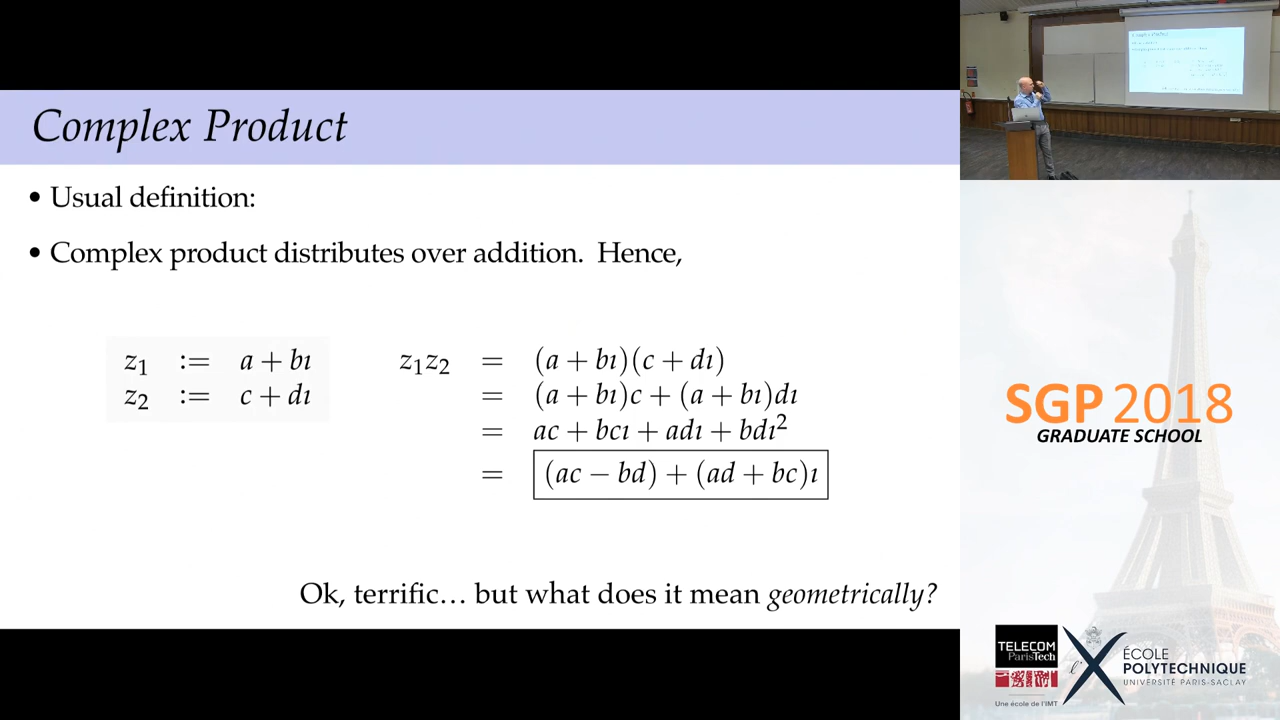 Complex Product
• Usual definition:
• Complex product distributes over addition. Hence,
z₁ := a + bı
z₂ := c + dı
z₁z₂ = (a + bı)(c + dı)
= (a + bı)c + (a + bı)dı
= ac + bcı + adı + bdı²
= (ac − bd) + (ad + bc)ı
Ok, terrific… but what does it mean geometrically?
SGP 2018
GRADUATE SCHOOL
TELECOM
ParisTech
Une école de l'IMT
l'X
ÉCOLE
POLYTECHNIQUE
UNIVERSITÉ PARIS-SACLAY